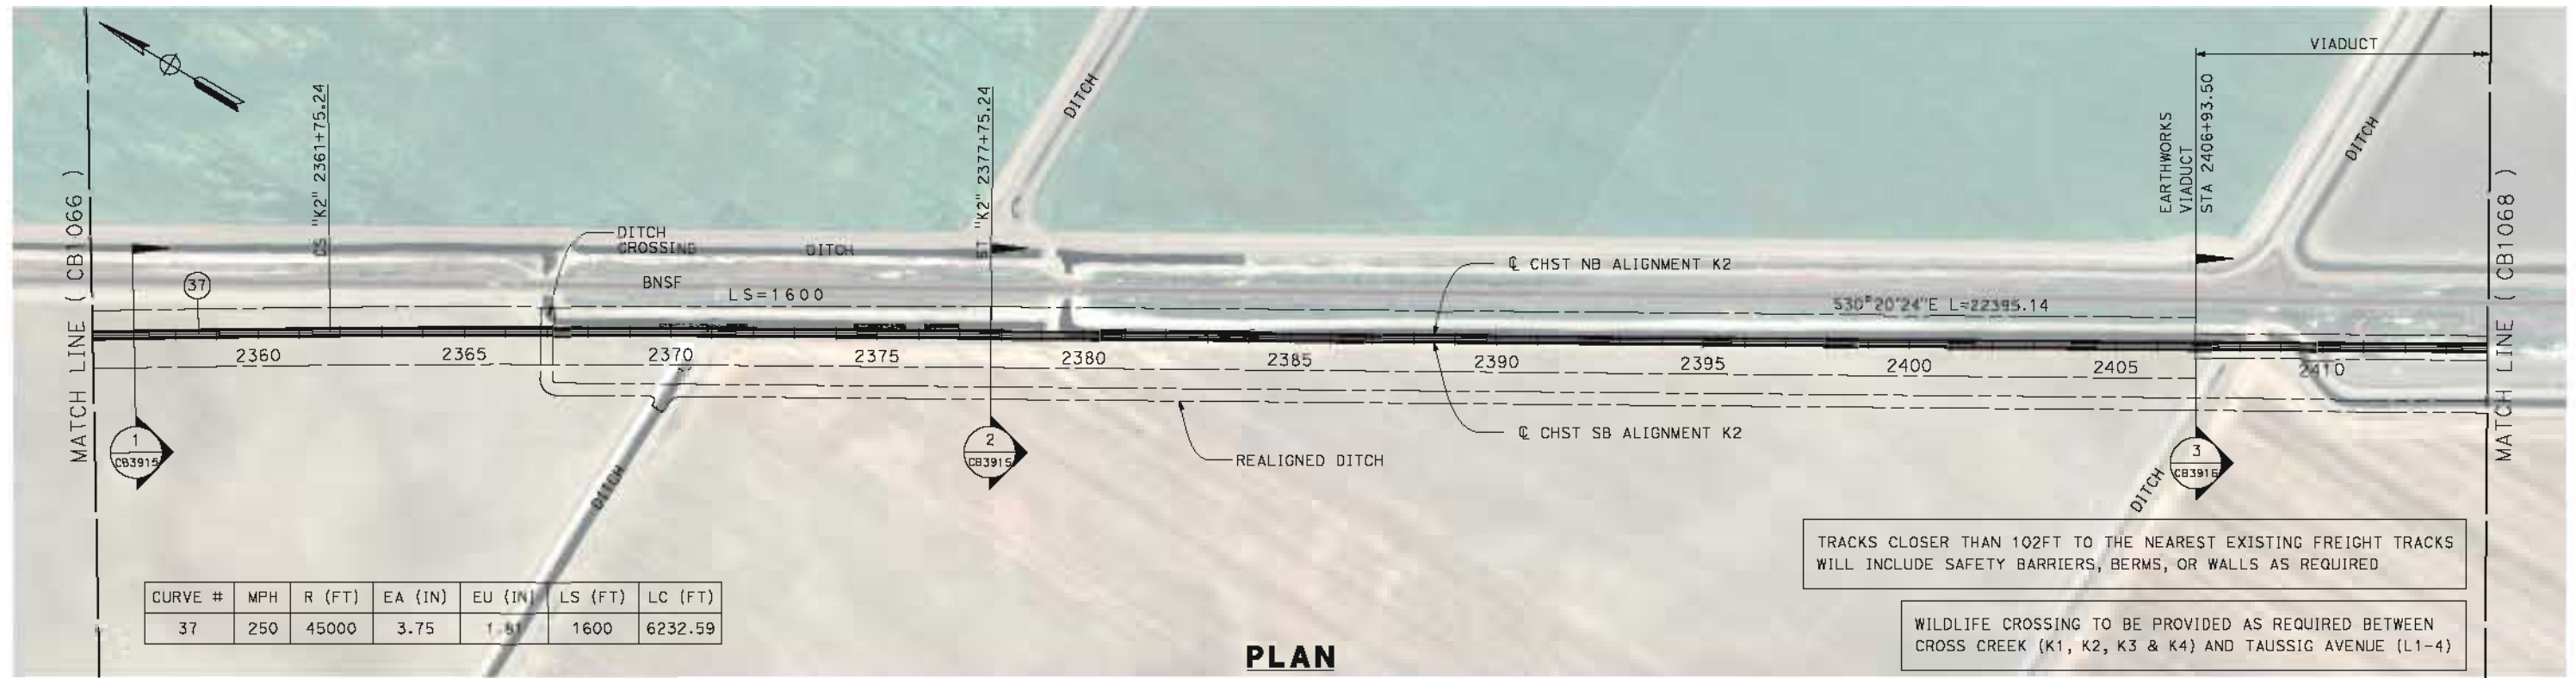 VIADUCT
MATCH LINE ( CB1066 )
CS "K2" 2361+75.24
ST "K2" 2377+75.24
DITCH
EARTHWORKS
VIADUCT
STA 2406+93.50
DITCH
MATCH LINE ( CB1068 )
DITCH
CROSSING
DITCH
37
BNSF
LS=1600
℄ CHST NB ALIGNMENT K2
S30°20'24"E L=22395.14
2360
2365
2370
2375
2380
2385
2390
2395
2400
2405
2410
℄ CHST SB ALIGNMENT K2
REALIGNED DITCH
1
CB3915
2
CB3915
3
CB3916
DITCH
DITCH
TRACKS CLOSER THAN 102FT TO THE NEAREST EXISTING FREIGHT TRACKS
WILL INCLUDE SAFETY BARRIERS, BERMS, OR WALLS AS REQUIRED
CURVE # MPH R (FT) EA (IN) EU (IN) LS (FT) LC (FT)
37 250 45000 3.75 1.81 1600 6232.59
WILDLIFE CROSSING TO BE PROVIDED AS REQUIRED BETWEEN
CROSS CREEK (K1, K2, K3 & K4) AND TAUSSIG AVENUE (L1-4)
PLAN